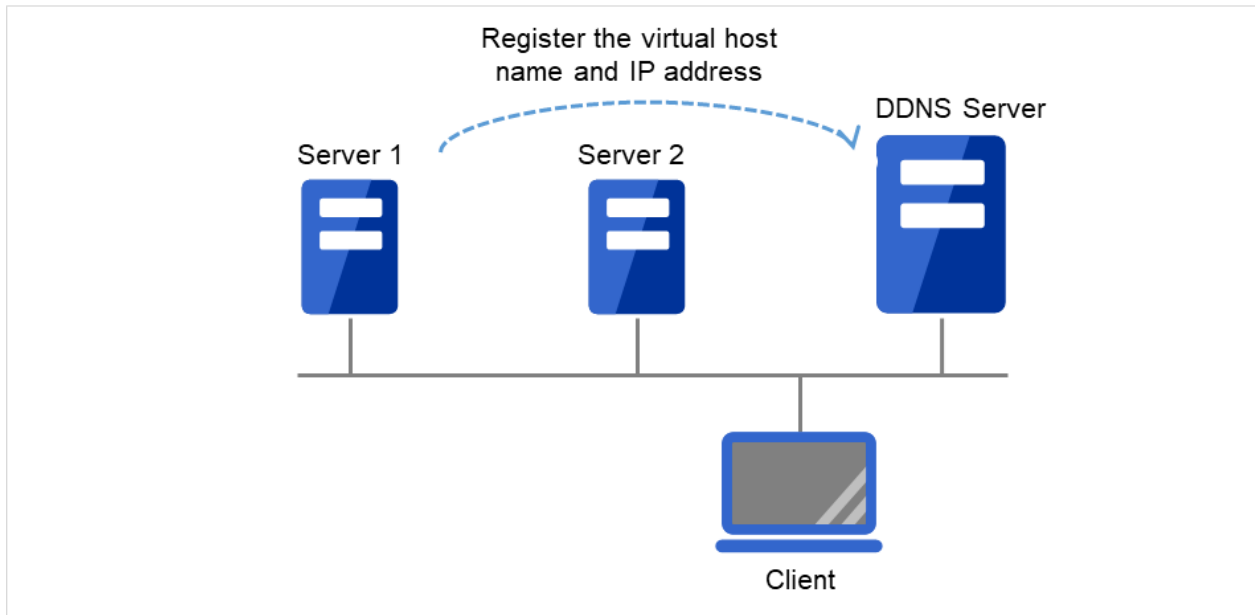 Register the virtual host
name and IP address
DDNS Server
Server 1
Server 2
Client